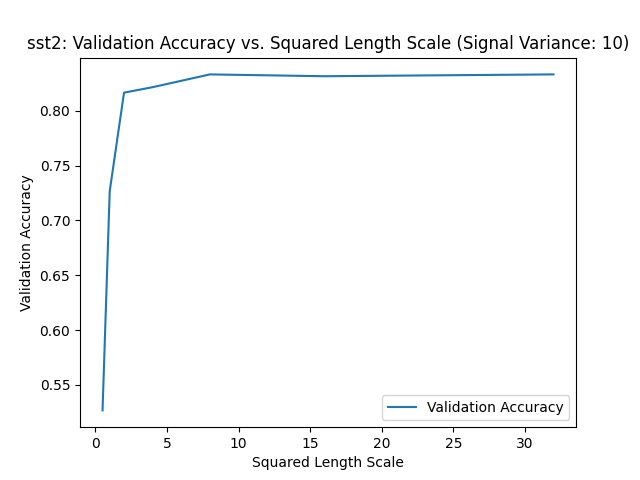 sst2: Validation Accuracy vs. Squared Length Scale (Signal Variance: 10)
0.80
0.75
0.70
0.65
0.60
0.55
Validation Accuracy
Validation Accuracy
0 5 10 15 20 25 30
Squared Length Scale